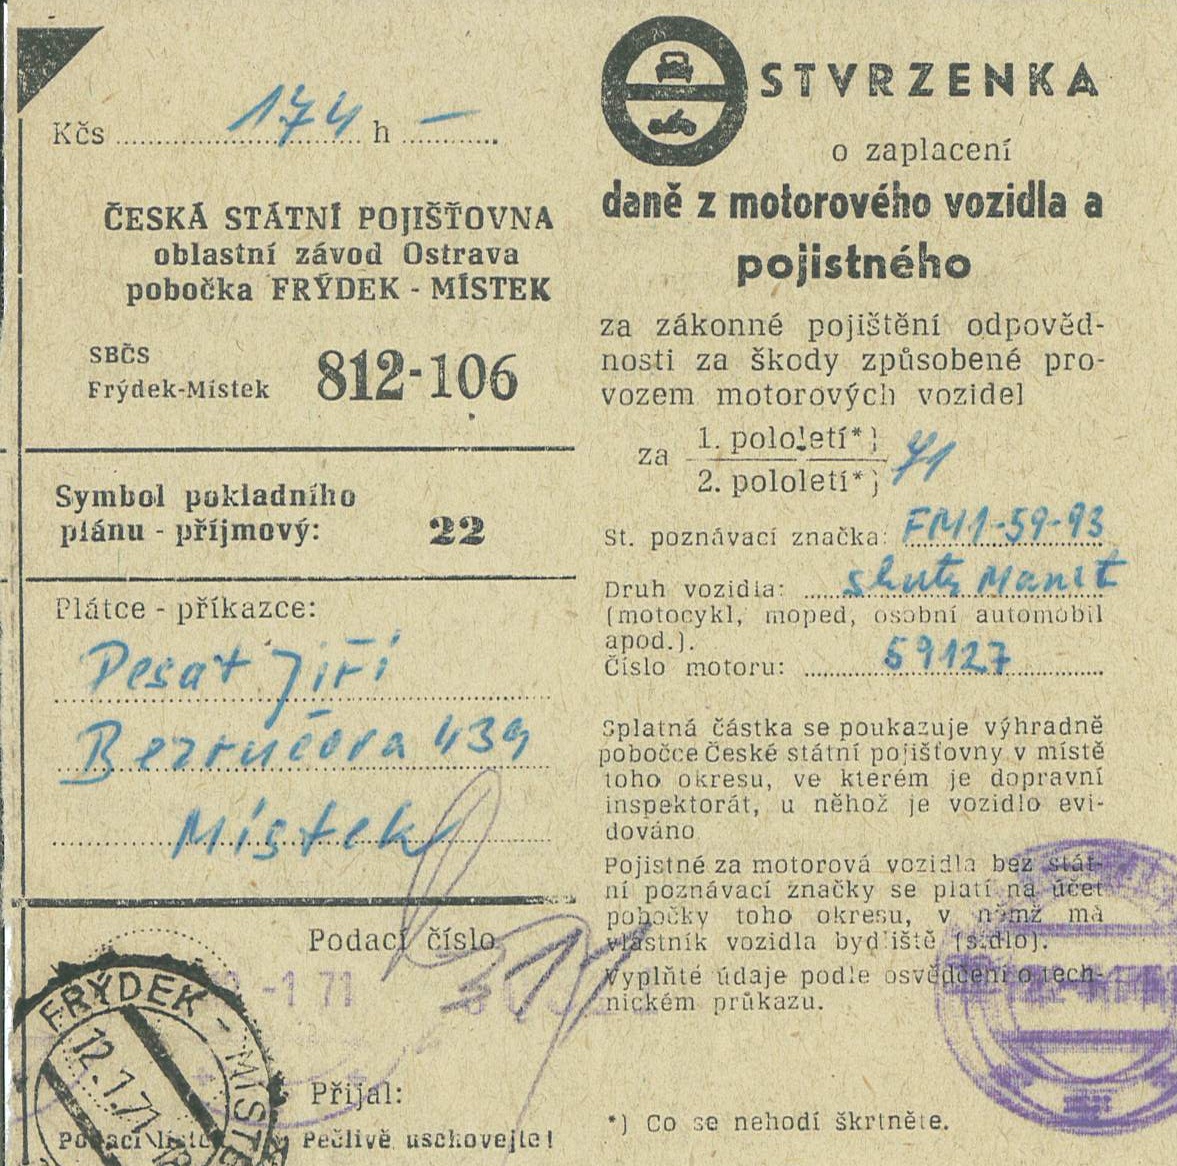 Kčs 174 h —
ČESKÁ STÁTNÍ POJIŠŤOVNA
oblastní závod Ostrava
pobočka FRÝDEK - MÍSTEK
SBČS
Frýdek-Místek 812-106
Symbol pokladního
plánu - příjmový: 22
Plátce - příkazce:
Pesat Jiří
Bezručova 439
Místek
Podací číslo
-1 71
FRÝDEK - MÍSTE
12.1.71
Přijal:
Pečlivě uschovejte!
STVRZENKA
o zaplacení
daně z motorového vozidla a
pojistného
za zákonné pojištění odpověd-
nosti za škody způsobené pro-
vozem motorových vozidel
za 1. pololetí*) 71
2. pololetí*)
St. poznávací značka: FM1-59-93
Druh vozidla:
(motocykl, moped, osobní automobil
apod.).
Číslo motoru: 59127
Splatná částka se poukazuje výhradně
pobočce České státní pojišťovny v místě
toho okresu, ve kterém je dopravní
inspektorát, u něhož je vozidlo evi-
dováno
Pojistné za motorová vozidla bez stát-
ní poznávací značky se platí na účet
pobočky toho okresu, v němž má
vlastník vozidla bydliště (sídlo).
Vyplňte údaje podle osvědčení o tech-
nickém průkazu.
*) Co se nehodí škrtněte.